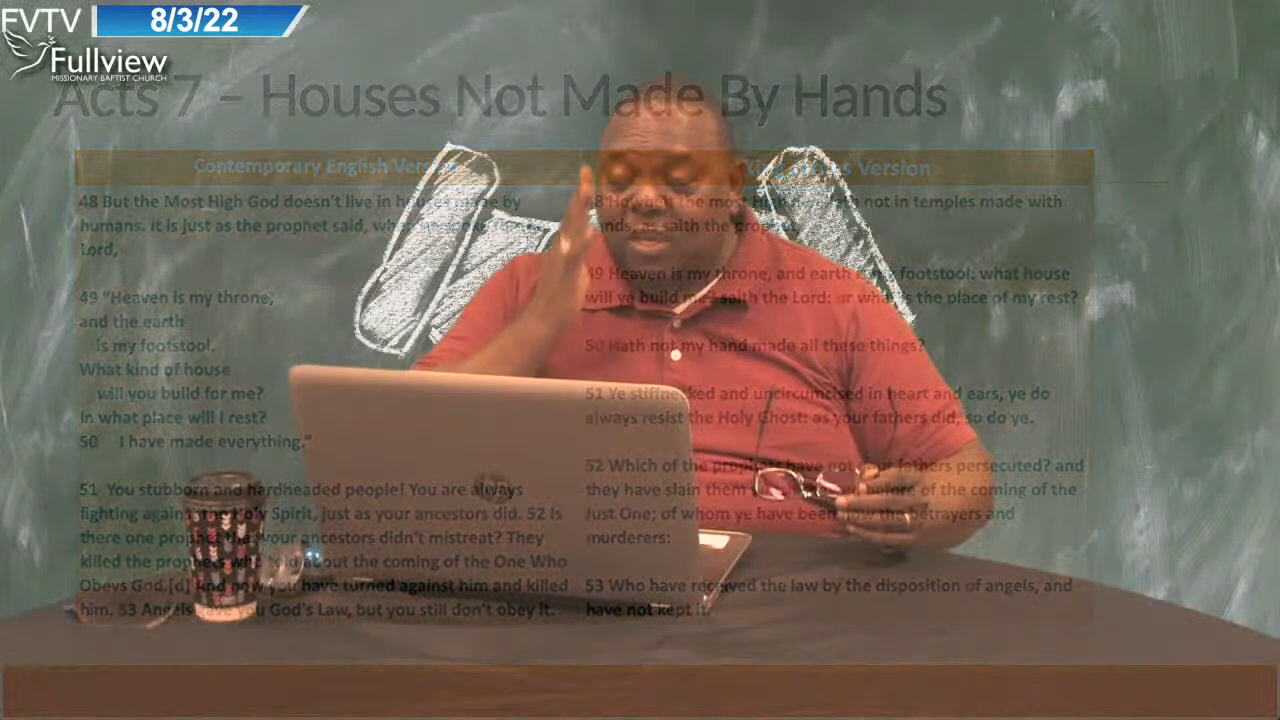 FVTV
8/3/22
Fullview
MISSIONARY BAPTIST CHURCH
Acts 7 – Houses Not Made By Hands
Contemporary English Version
King James Version
48 But the Most High God doesn't live in houses made by
humans. It is just as the prophet said, when
Lord,
49 "Heaven is my throne,
and the earth
is my footstool.
What kind of house
will you build for me?
In what place will I rest?
50 I have made everything."
51 You stubborn and hardheaded people! You are always
fighting against the Holy Spirit, just as your ancestors did. 52 Is
there one prophet that your ancestors didn't mistreat? They
killed the prophets who told about the coming of the One Who
Obeys God.[d] And now you have turned against him and killed
him. 53 Angels gave you God's Law, but you still don't obey it.
48 Howbeit the most High dwelleth not in temples made with
hands; as saith the prophet,
49 Heaven is my throne, and earth is my footstool: what house
will ye build me? saith the Lord: or what is the place of my rest?
50 Hath not my hand made all these things?
51 Ye stiffnecked and uncircumcised in heart and ears, ye do
always resist the Holy Ghost: as your fathers did, so do ye.
52 Which of the prophets have not your fathers persecuted? and
they have slain them before of the coming of the
Just One; of whom ye have been now the betrayers and
murderers:
53 Who have received the law by the disposition of angels, and
have not kept it.